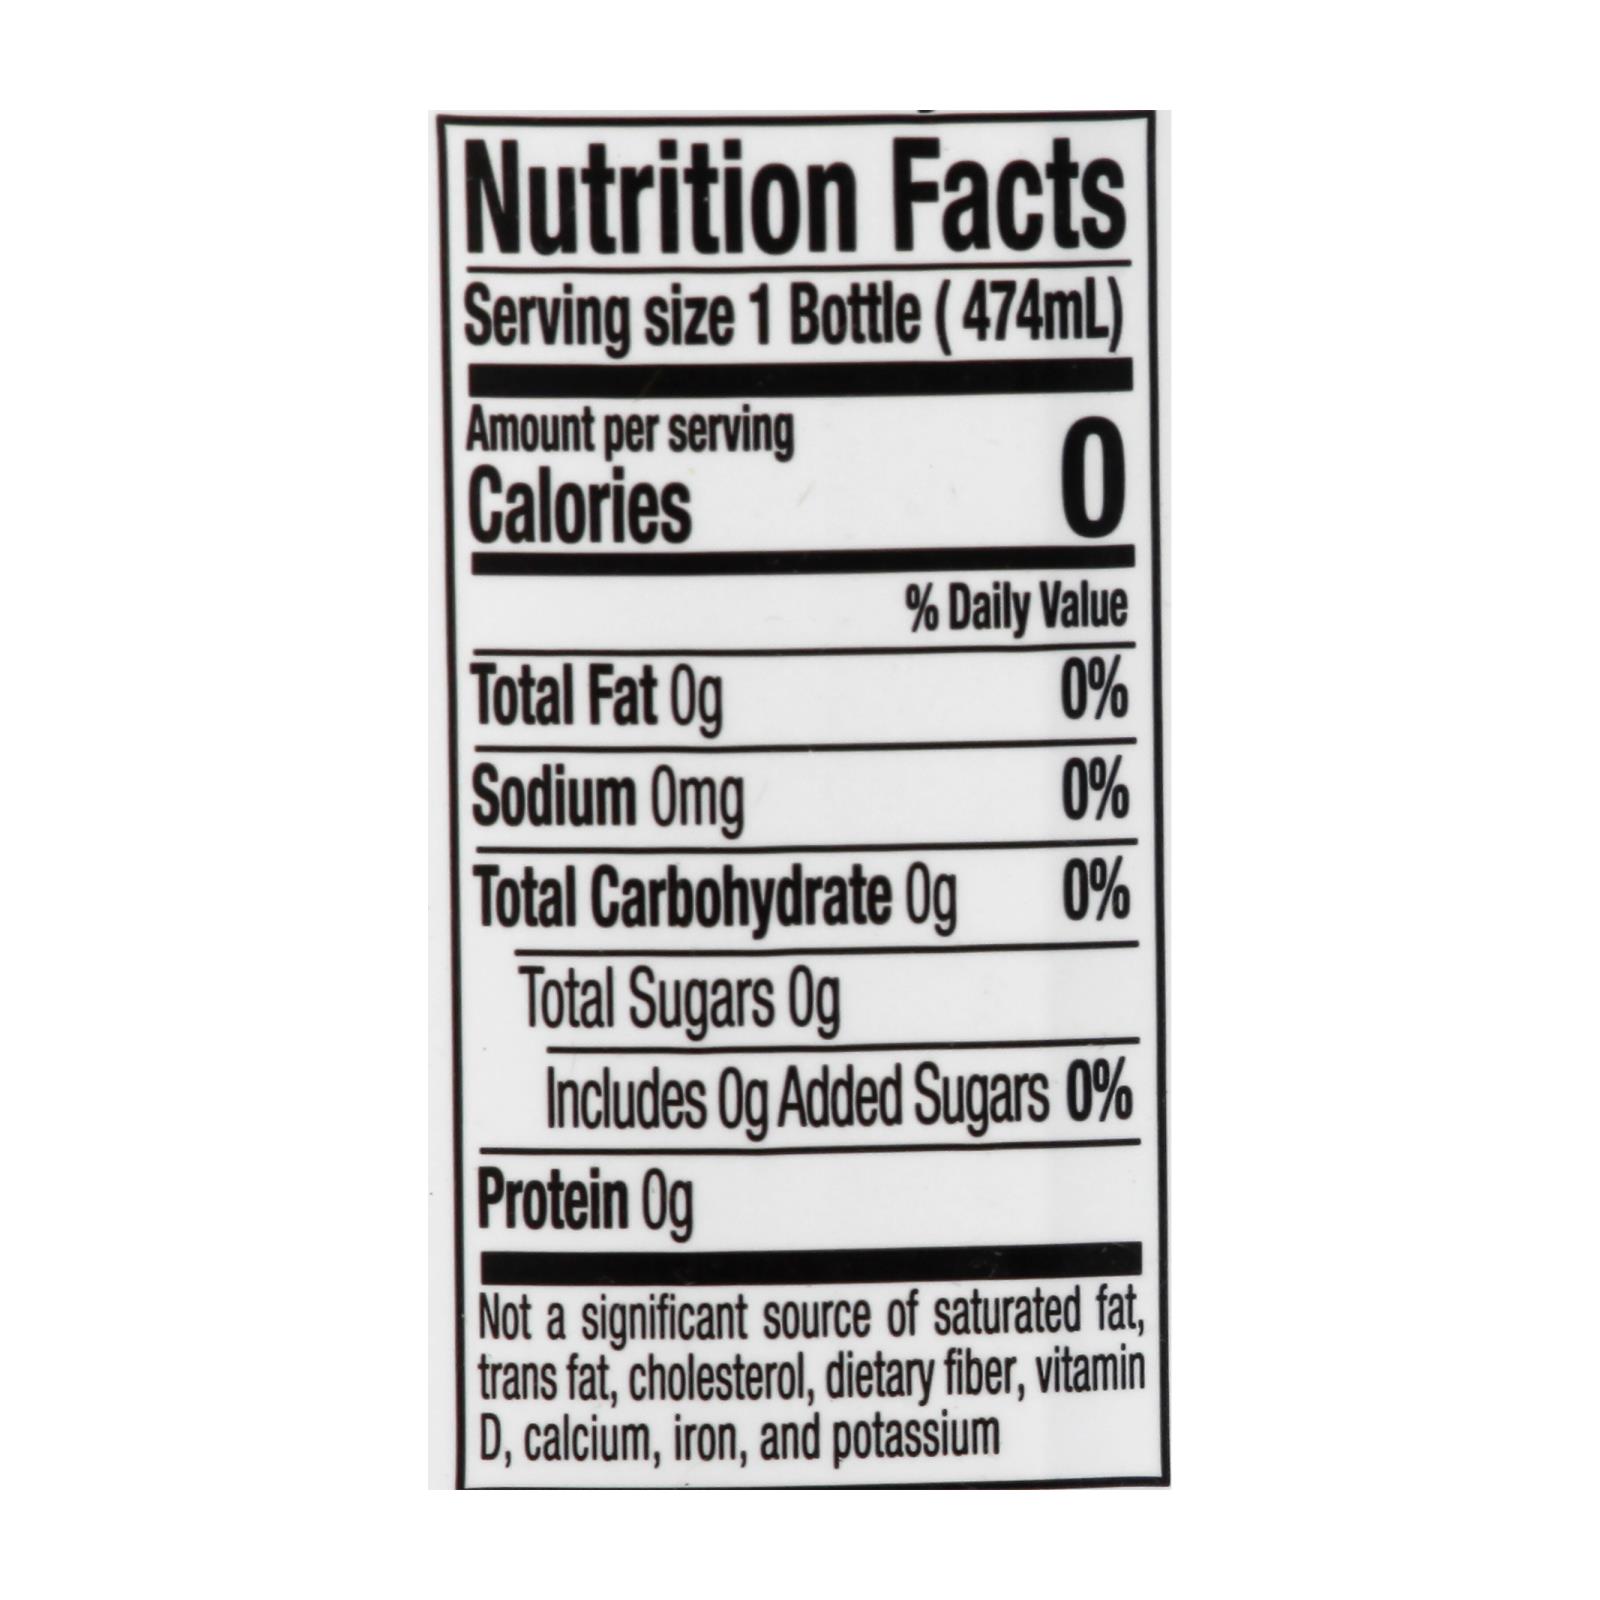 Nutrition Facts
Serving size 1 Bottle ( 474mL)
Amount per serving
Calories 0
% Daily Value
Total Fat 0g 0%
Sodium 0mg 0%
Total Carbohydrate 0g 0%
Total Sugars 0g
Includes 0g Added Sugars 0%
Protein 0g
Not a significant source of saturated fat,
trans fat, cholesterol, dietary fiber, vitamin
D, calcium, iron, and potassium